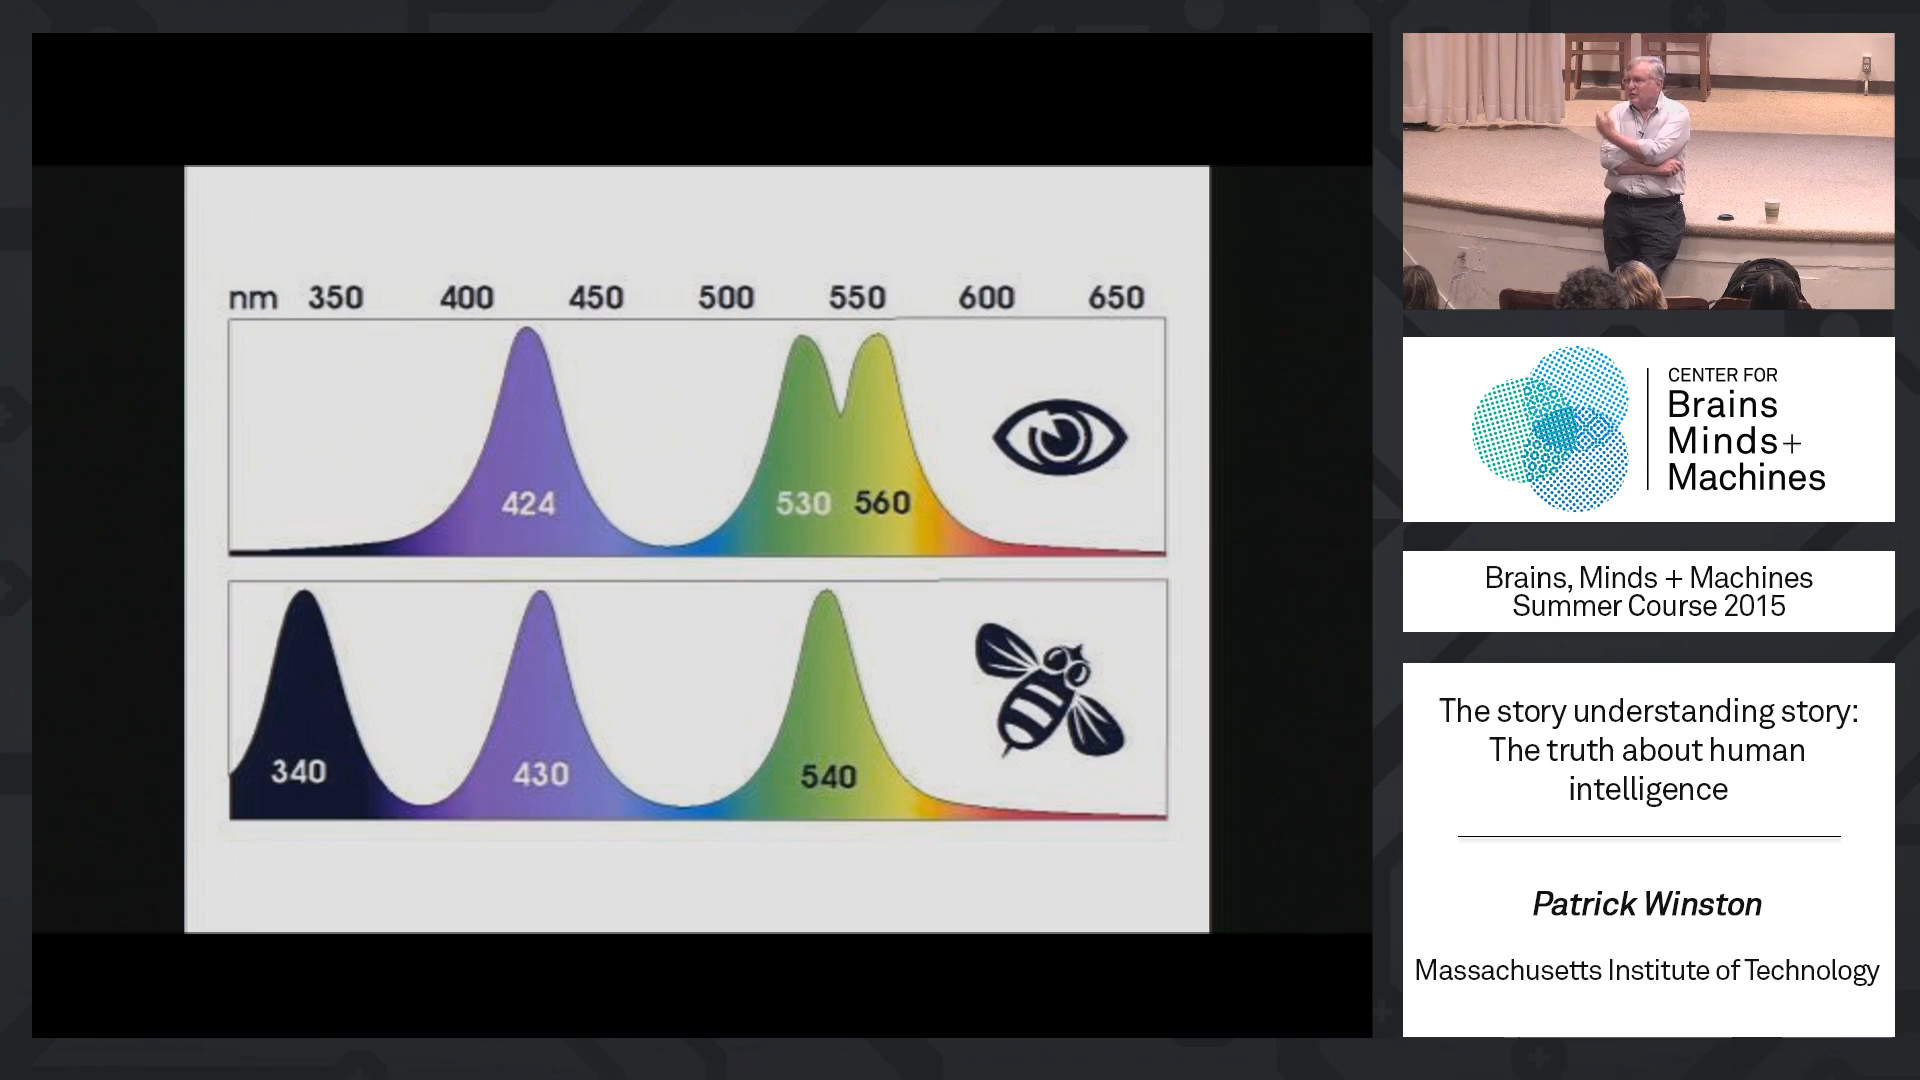 nm 350 400 450 500 550 600 650
424 530 560
340 430 540
CENTER FOR
Brains
Minds+
Machines
Brains, Minds + Machines
Summer Course 2015
The story understanding story:
The truth about human
intelligence
Patrick Winston
Massachusetts Institute of Technology